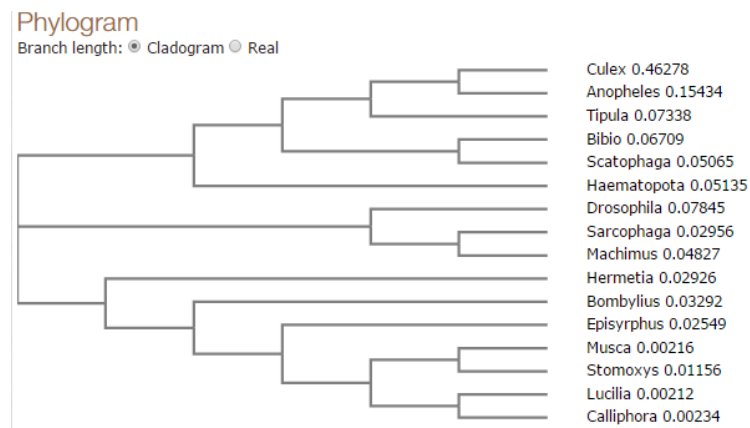 Phylogram
Branch length: Cladogram Real
Culex 0.46278
Anopheles 0.15434
Tipula 0.07338
Bibio 0.06709
Scatophaga 0.05065
Haematopota 0.05135
Drosophila 0.07845
Sarcophaga 0.02956
Machimus 0.04827
Hermetia 0.02926
Bombylius 0.03292
Episyrphus 0.02549
Musca 0.00216
Stomoxys 0.01156
Lucilia 0.00212
Calliphora 0.00234